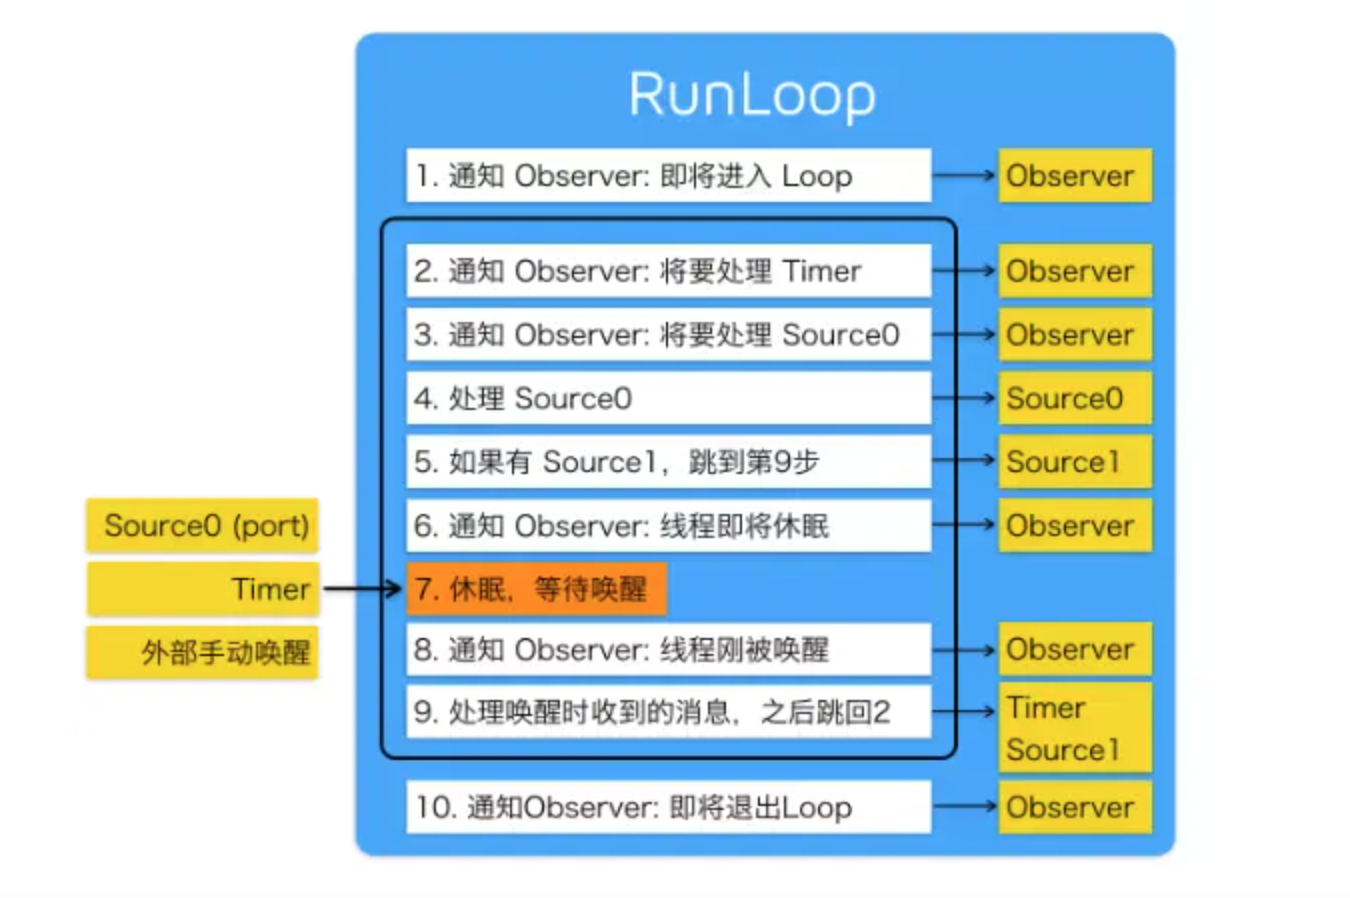 RunLoop
1. 通知 Observer: 即将进入 Loop
Observer
2. 通知 Observer: 将要处理 Timer
Observer
3. 通知 Observer: 将要处理 Source0
Observer
4. 处理 Source0
Source0
5. 如果有 Source1，跳到第9步
Source1
6. 通知 Observer: 线程即将休眠
Observer
Source0 (port)
Timer
外部手动唤醒
7. 休眠，等待唤醒
8. 通知 Observer: 线程刚被唤醒
Observer
9. 处理唤醒时收到的消息，之后跳回2
Timer
Source1
10. 通知Observer: 即将退出Loop
Observer